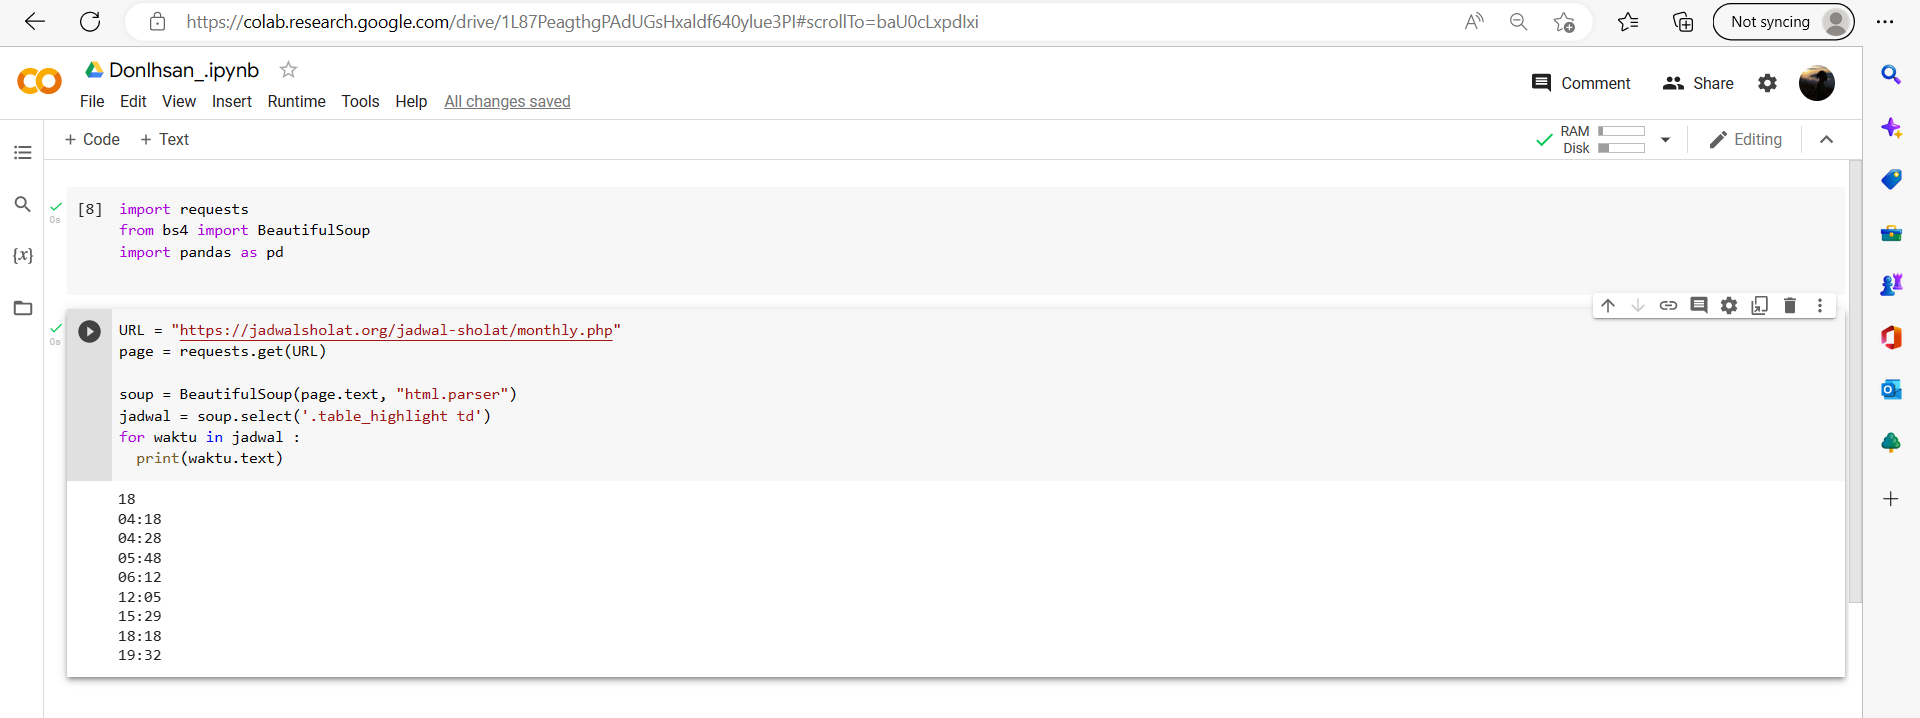 https://colab.research.google.com/drive/1L87PeagthgPAdUGsHxaldf640ylue3PI#scrollTo=baU0cLxpdIxi
Not syncing
DonIhsan_.ipynb
File Edit View Insert Runtime Tools Help All changes saved
Comment
Share
+ Code + Text
RAM
Disk
Editing
[8]
0s
import requests
from bs4 import BeautifulSoup
import pandas as pd
{x}
0s
URL = "https://jadwalsholat.org/jadwal-sholat/monthly.php"
page = requests.get(URL)
soup = BeautifulSoup(page.text, "html.parser")
jadwal = soup.select('.table_highlight td')
for waktu in jadwal :
print(waktu.text)
18
04:18
04:28
05:48
06:12
12:05
15:29
18:18
19:32